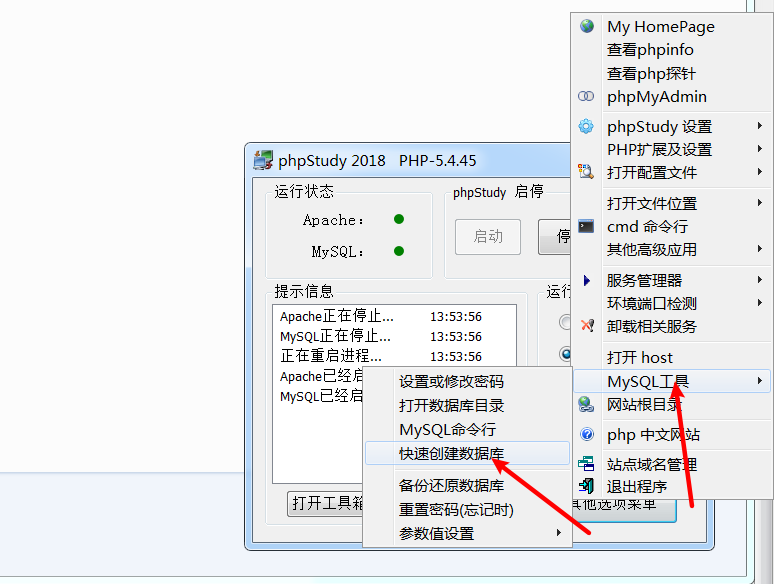 My HomePage
查看phpinfo
查看php探针
phpMyAdmin
phpStudy 设置
PHP扩展及设置
打开配置文件
打开文件位置
cmd 命令行
其他高级应用
服务管理器
环境端口检测
卸载相关服务
打开 host
MySQL工具
网站根目录
php 中文网站
站点域名管理
退出程序
phpStudy 2018 PHP-5.4.45
运行状态
Apache:
MySQL:
phpStudy 启停
启动
停
提示信息
Apache正在停止... 13:53:56
MySQL正在停止... 13:53:56
正在重启进程... 13:53:56
Apache已经启
MySQL已经启
运行
打开工具箱
其他选项菜单
设置或修改密码
打开数据库目录
MySQL命令行
快速创建数据库
备份还原数据库
重置密码(忘记时)
参数值设置